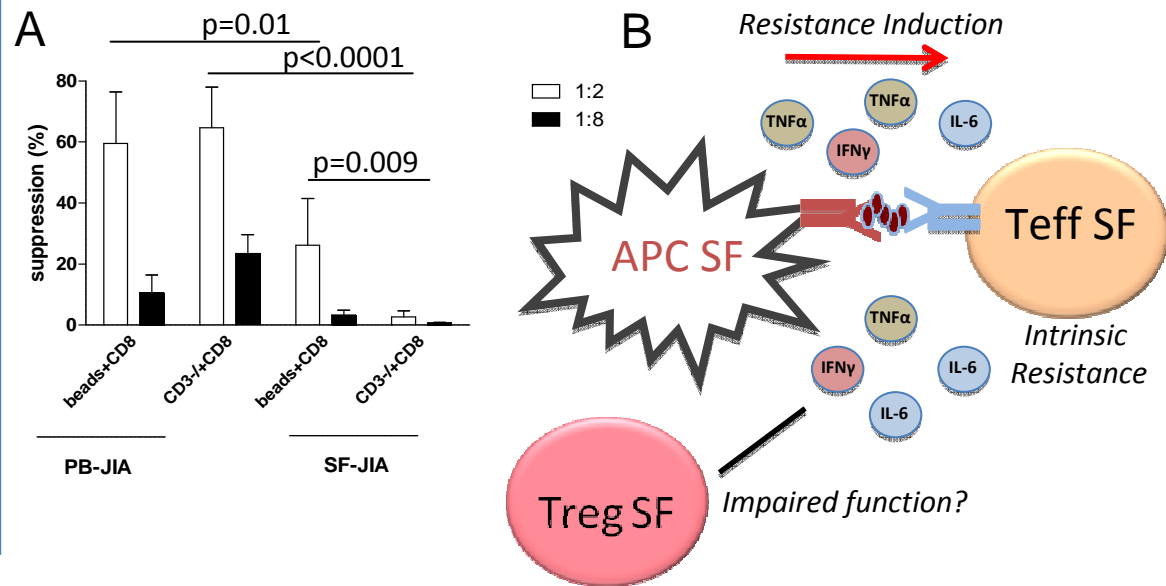 A
p=0.01
p<0.0001
p=0.009
1:2
1:8
80
60
40
20
0
suppression (%)
beads+CD8
CD3-/+CD8
beads+CD8
CD3-/+CD8
PB-JIA
SF-JIA
B
Resistance Induction
TNFα
TNFα
IL-6
IFNγ
APC SF
Teff SF
TNFα
Intrinsic
Resistance
IFNγ
IL-6
IL-6
Treg SF
Impaired function?